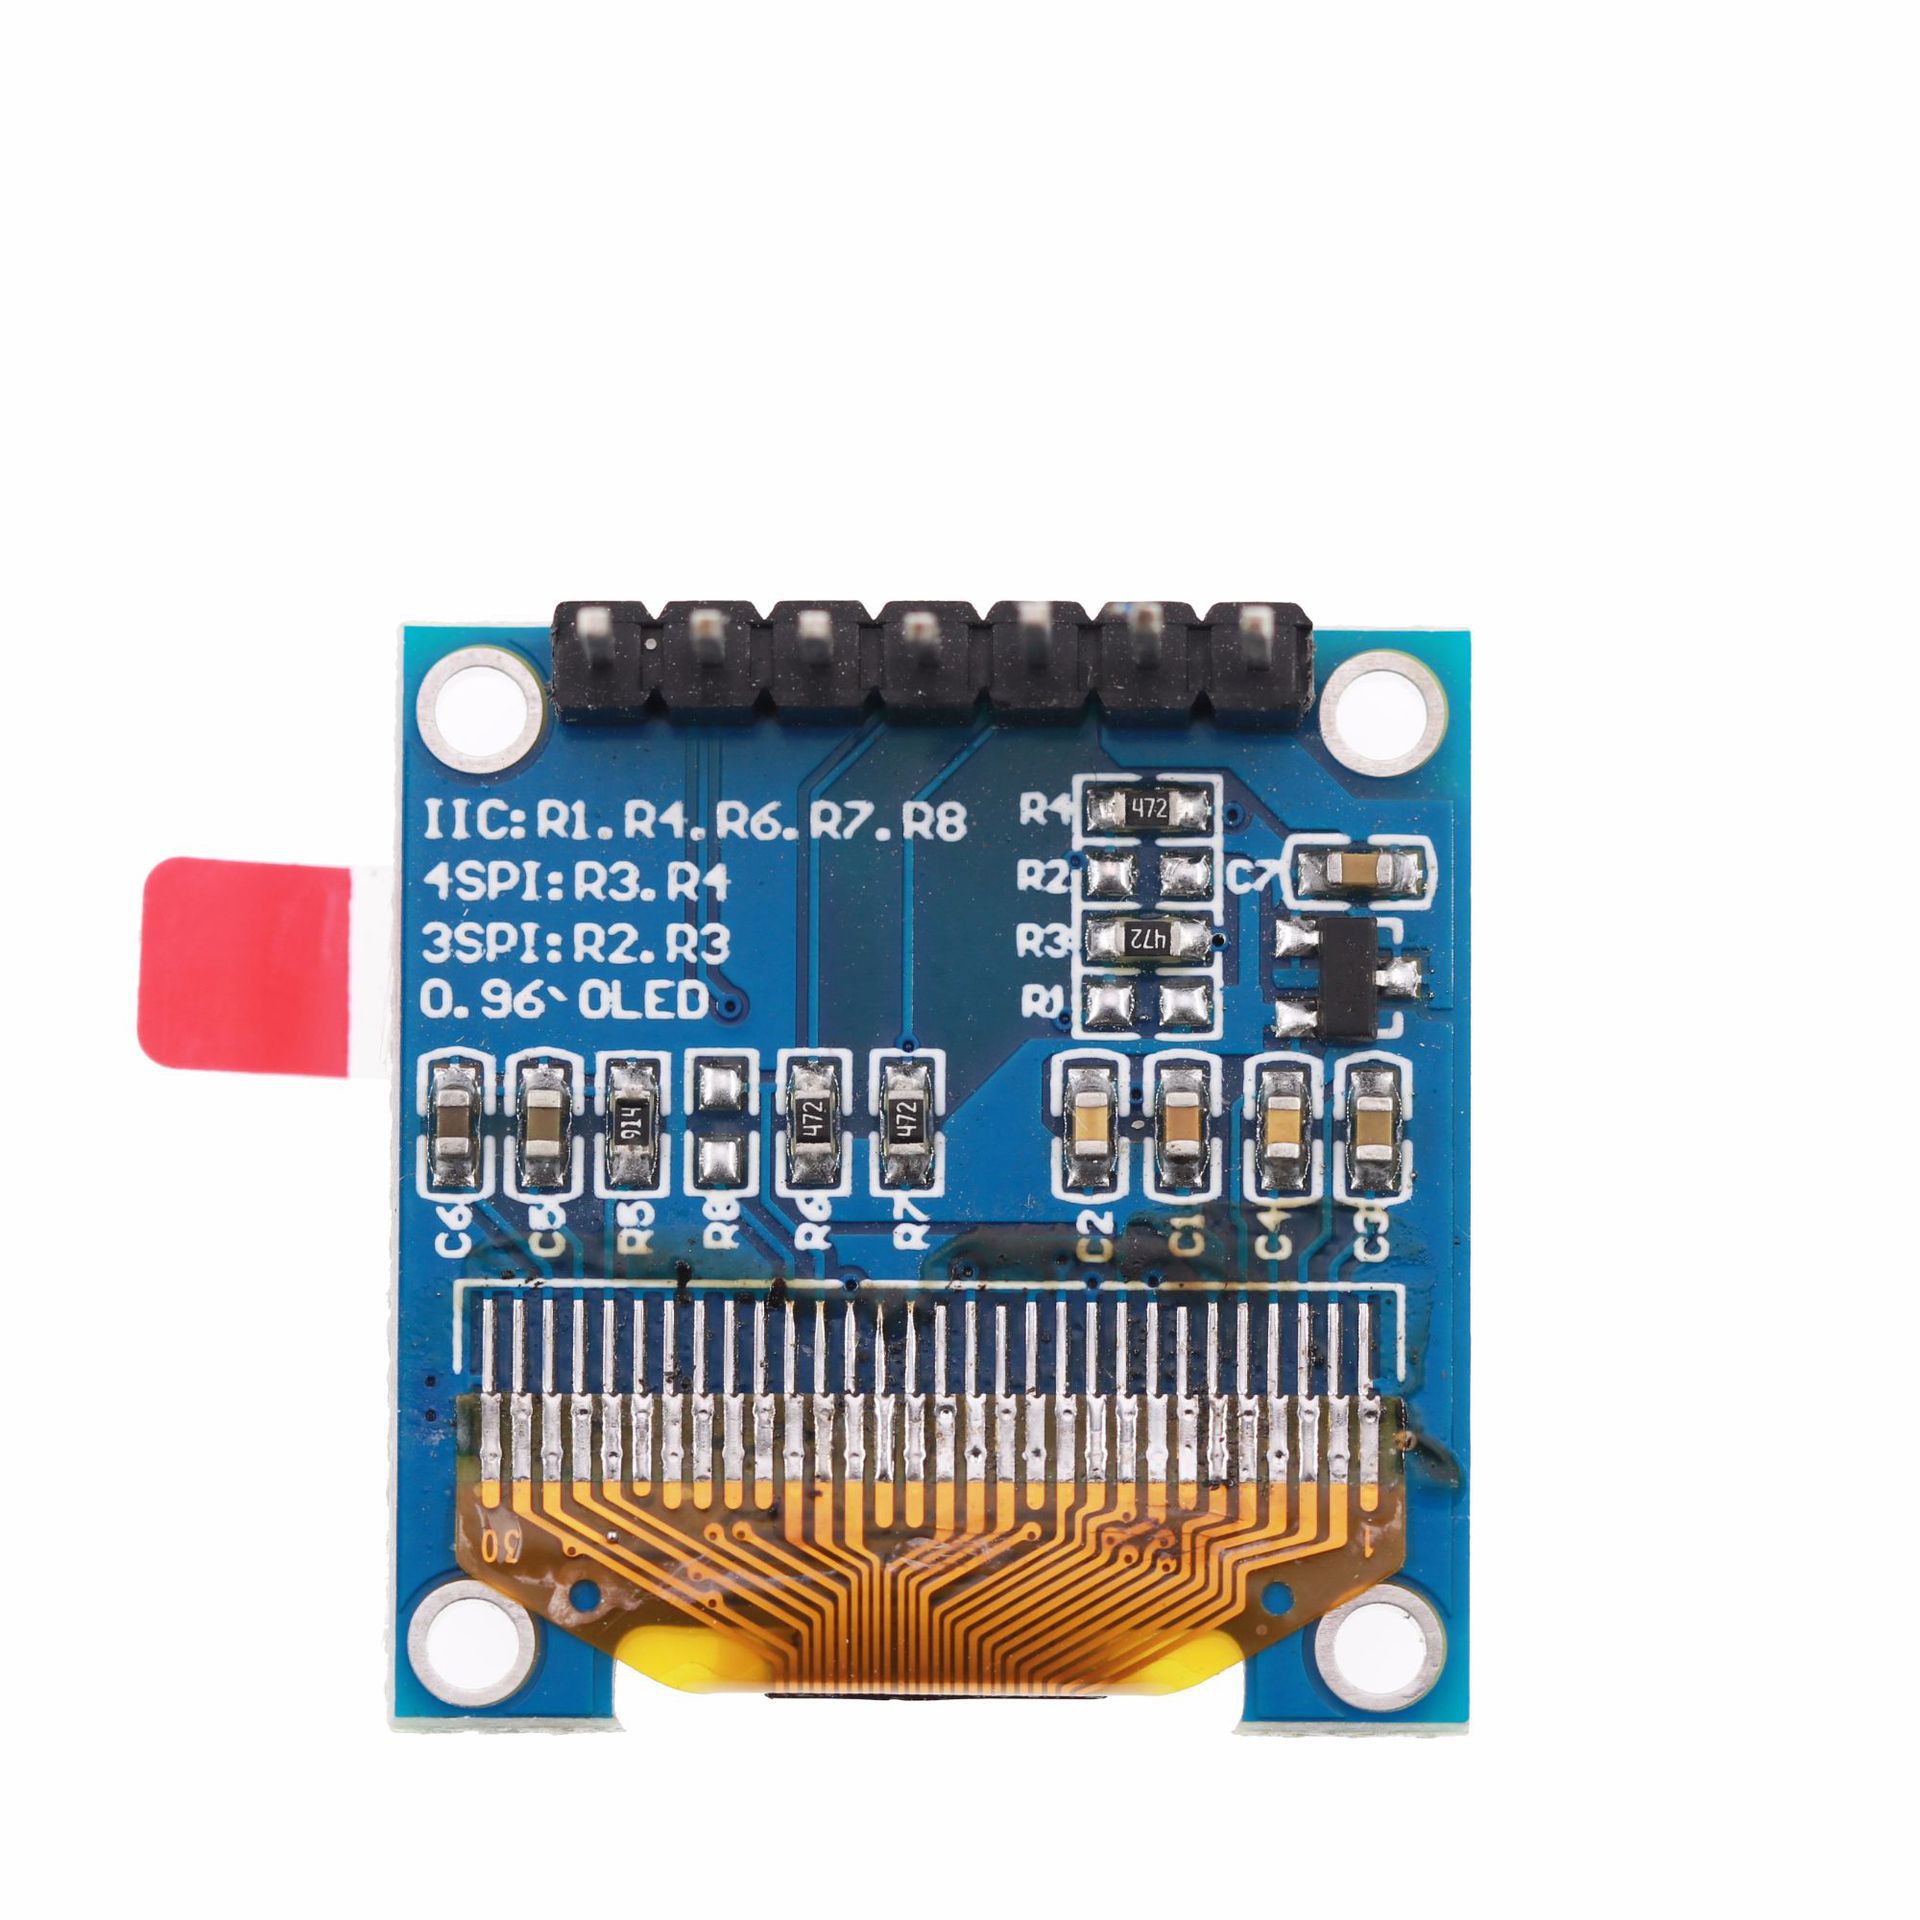 IIC:R1.R4.R6.R7.R8
4SPI:R3.R4
3SPI:R2.R3
0.96`OLED
R4 472
R2
C7
R3 472
R1
914
472
472
C6 C5 R5 R8 R6 R7 C2 C1 C4 C3
30
1